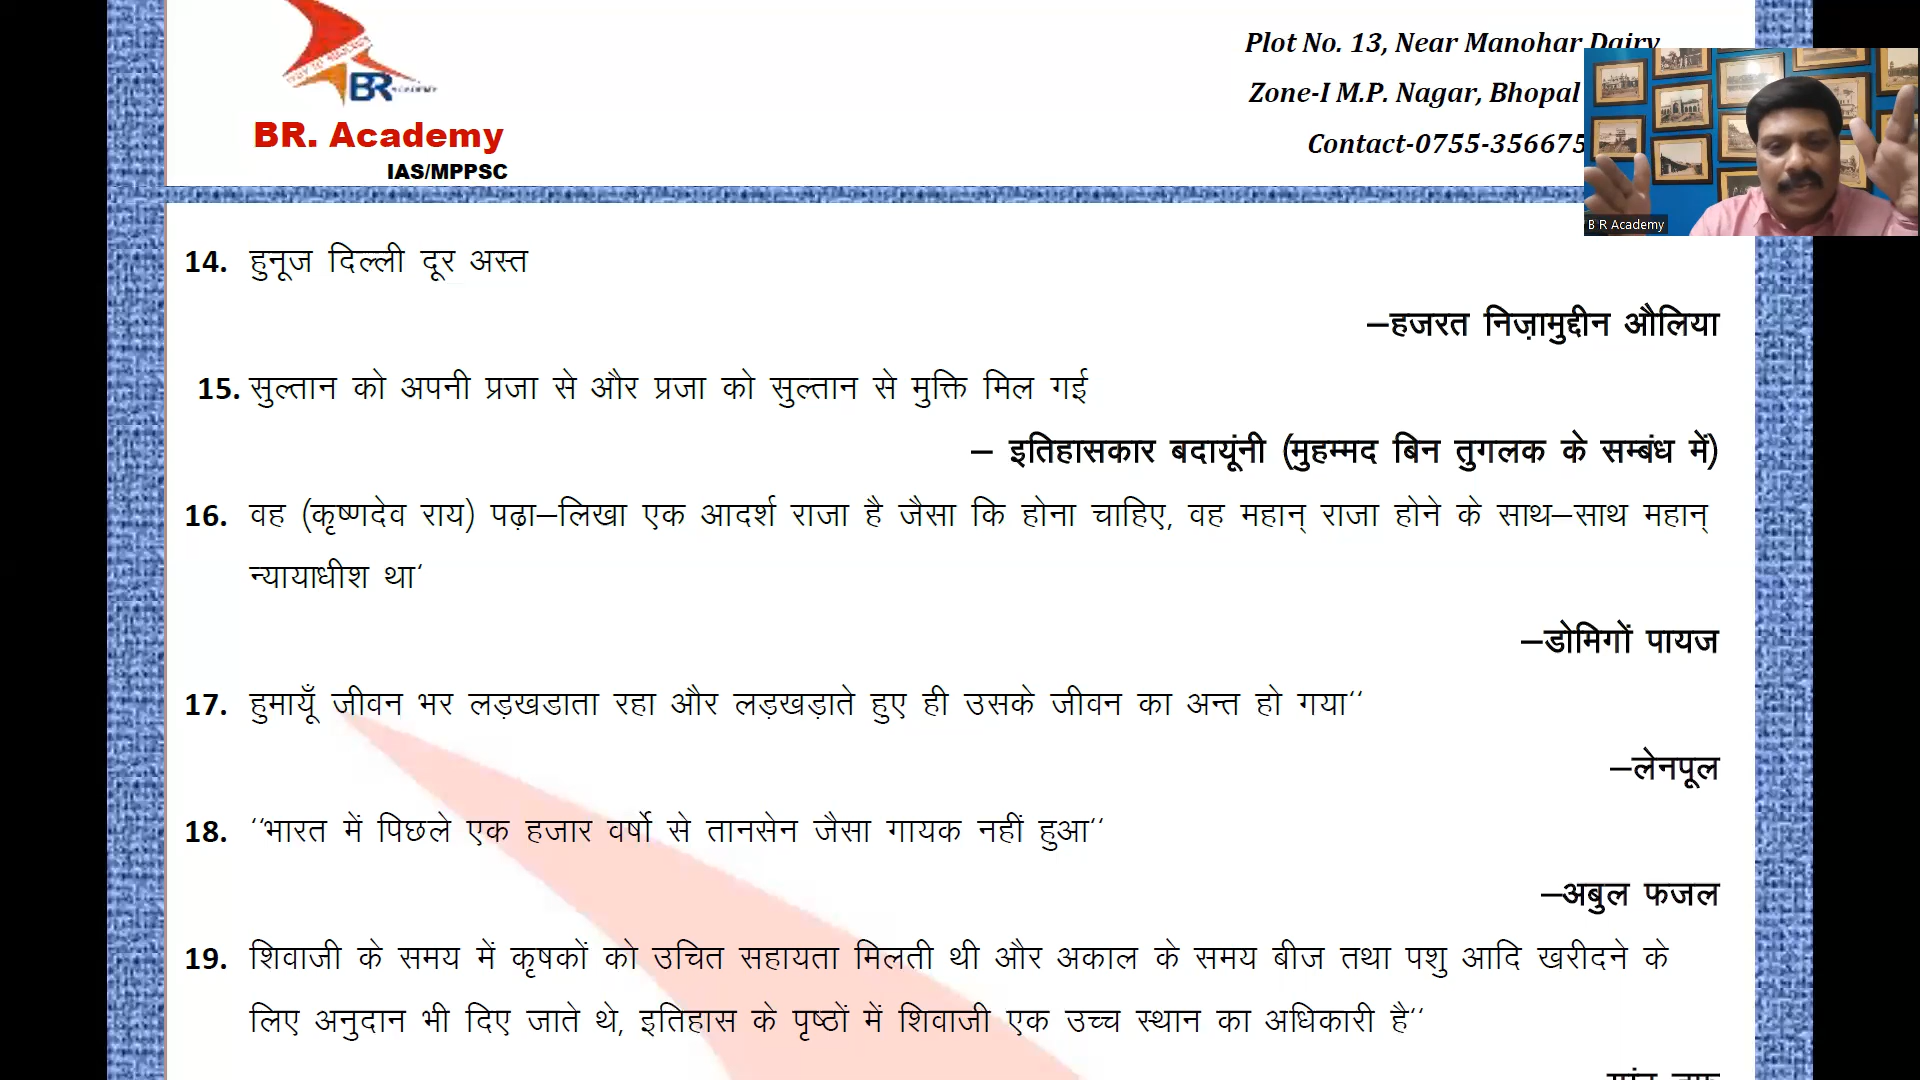 Plot No. 13, Near Manohar Dairy
Zone-I M.P. Nagar, Bhopal
Contact-0755-35667
BR
ACADEMY
BR. Academy
IAS/MPPSC
B R Academy
14. हुनूज दिल्ली दूर अस्त
–हजरत निज़ामुद्दीन औलिया
15. सुल्तान को अपनी प्रजा से और प्रजा को सुल्तान से मुक्ति मिल गई
– इतिहासकार बदायूंनी (मुहम्मद बिन तुगलक के सम्बंध में)
16. वह (कृष्णदेव राय) पढ़ा–लिखा एक आदर्श राजा है जैसा कि होना चाहिए, वह महान् राजा होने के साथ–साथ महान्
न्यायाधीश था‘
–डोमिगों पायज
17. हुमायूँ जीवन भर लड़खडाता रहा और लड़खड़ाते हुए ही उसके जीवन का अन्त हो गया‘‘
–लेनपूल
18. ‘‘भारत में पिछले एक हजार वर्षो से तानसेन जैसा गायक नहीं हुआ‘‘
–अबुल फजल
19. शिवाजी के समय में कृषकों को उचित सहायता मिलती थी और अकाल के समय बीज तथा पशु आदि खरीदने के
लिए अनुदान भी दिए जाते थे, इतिहास के पृष्ठों में शिवाजी एक उच्च स्थान का अधिकारी है‘‘